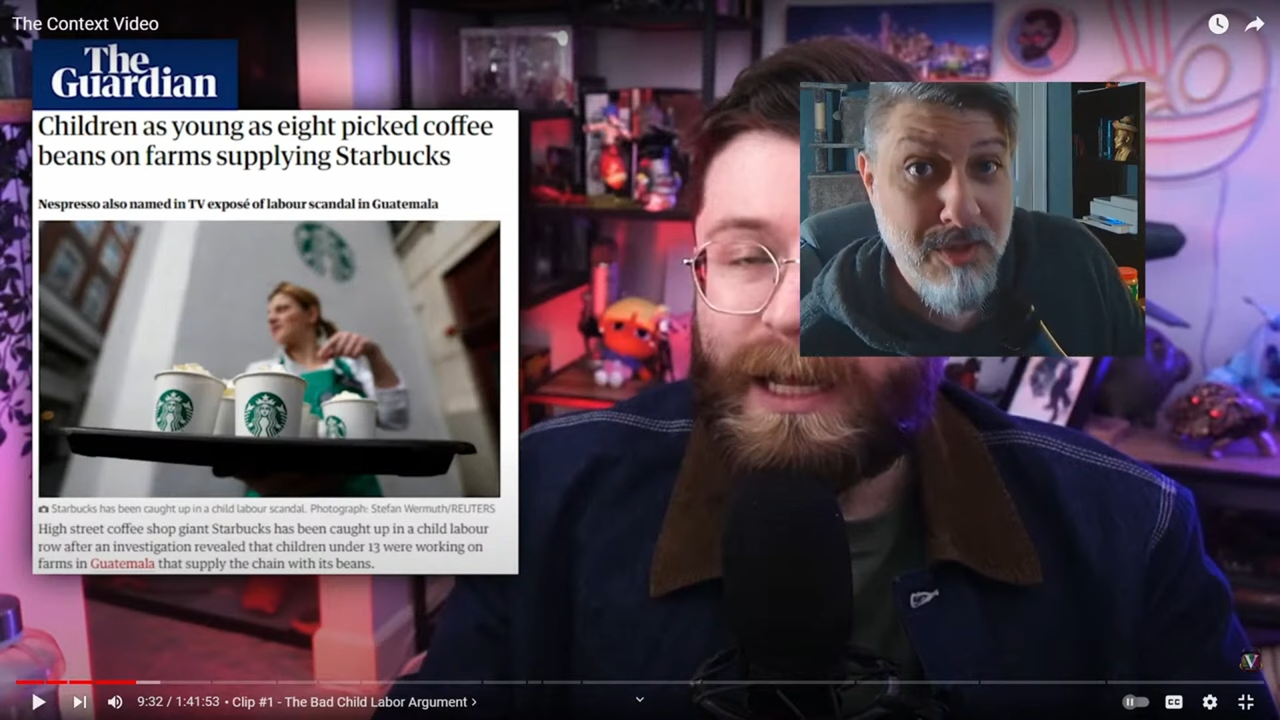 The Context Video
The
Guardian
Children as young as eight picked coffee
beans on farms supplying Starbucks
Nespresso also named in TV exposé of labour scandal in Guatemala
Starbucks has been caught up in a child labour scandal. Photograph: Stefan Wermuth/REUTERS
High street coffee shop giant Starbucks has been caught up in a child labour
row after an investigation revealed that children under 13 were working on
farms in Guatemala that supply the chain with its beans.
9:32 / 1:41:53 • Clip #1 - The Bad Child Labor Argument >
CC